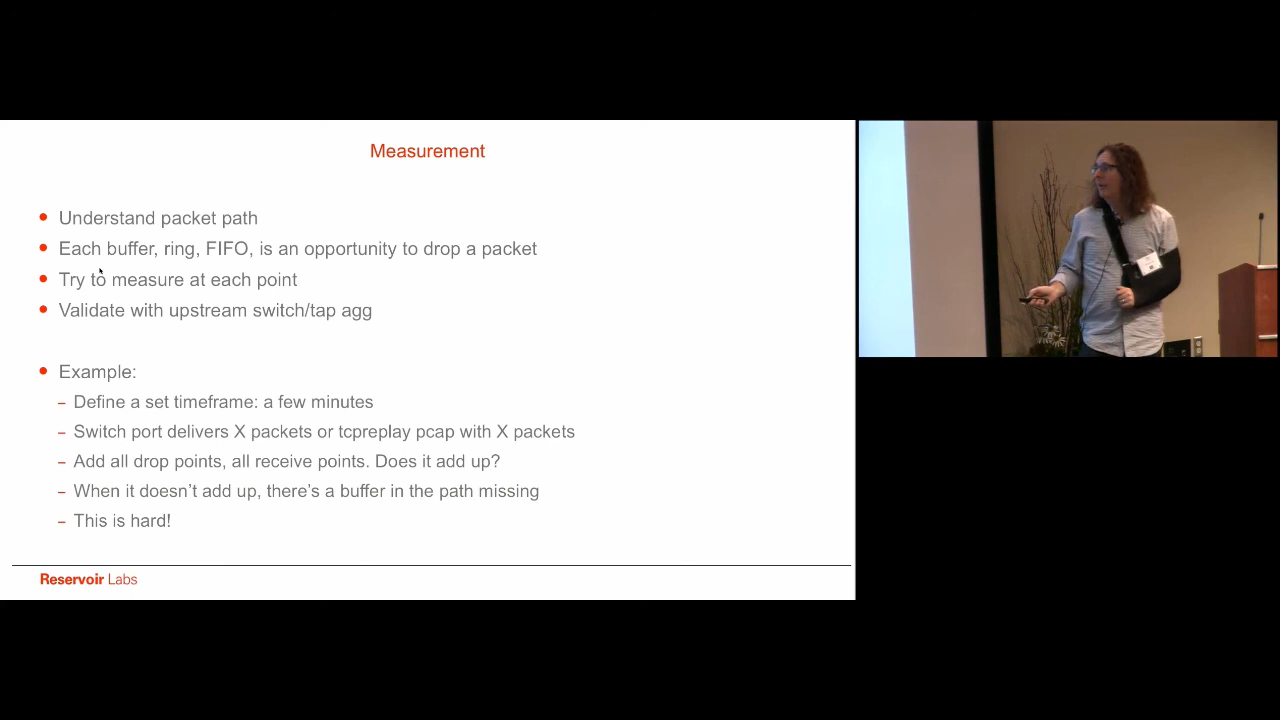 Measurement
Understand packet path
Each buffer, ring, FIFO, is an opportunity to drop a packet
Try to measure at each point
Validate with upstream switch/tap agg
Example:
– Define a set timeframe: a few minutes
– Switch port delivers X packets or tcpreplay pcap with X packets
– Add all drop points, all receive points. Does it add up?
– When it doesn't add up, there's a buffer in the path missing
– This is hard!
Reservoir Labs